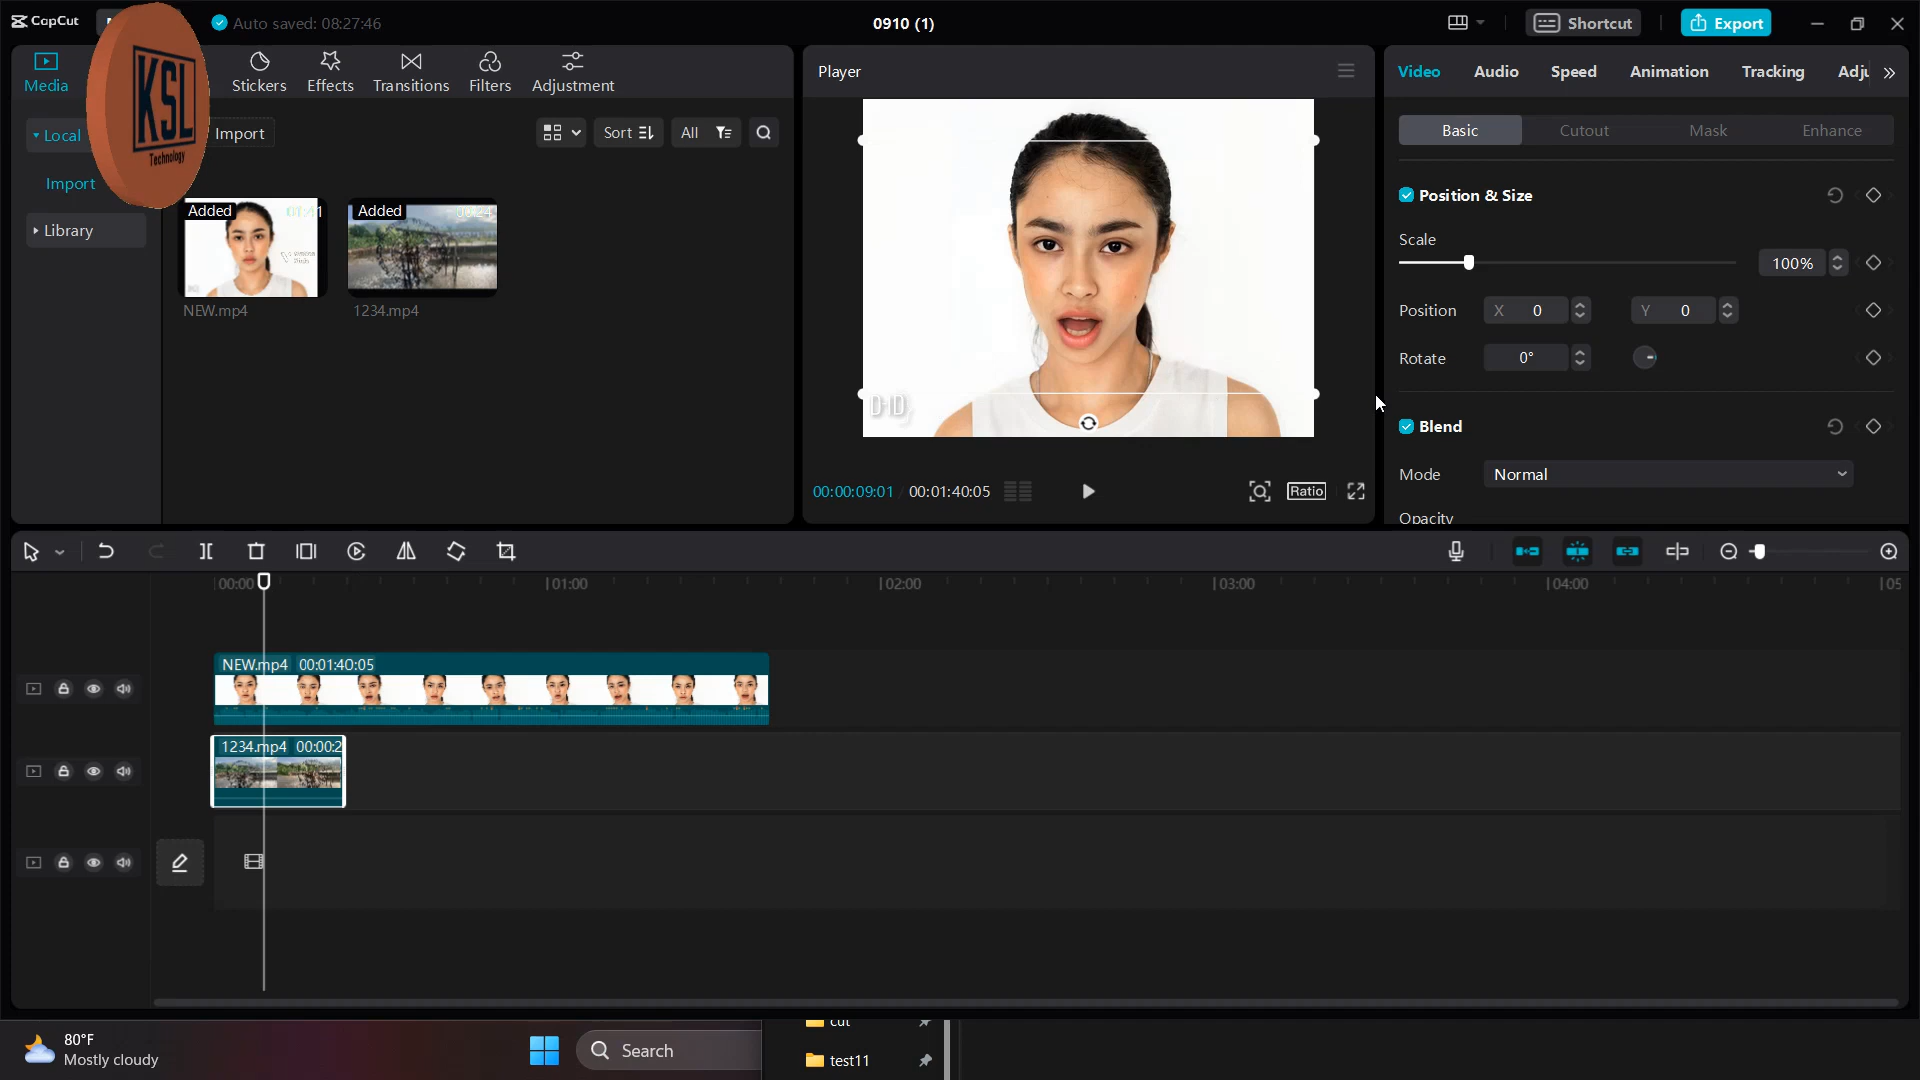 CapCut
Auto saved: 08:27:46
0910 (1)
Shortcut
Export
Media
Stickers
Effects
Transitions
Filters
Adjustment
KSL
Technology
Local
Import
Sort
All
Import
Library
Added
NEW.mp4
Added
1234.mp4
Player
D-ID
00:00:09:01 / 00:01:40:05
Ratio
Video
Audio
Speed
Animation
Tracking
Basic
Cutout
Mask
Enhance
Position & Size
Scale
100%
Position
X 0
Y 0
Rotate
0°
Blend
Mode
Normal
Opacity
00:00
01:00
02:00
03:00
04:00
05
NEW.mp4 00:01:40:05
1234.mp4 00:00:2
80°F
Mostly cloudy
Search
cut
test11